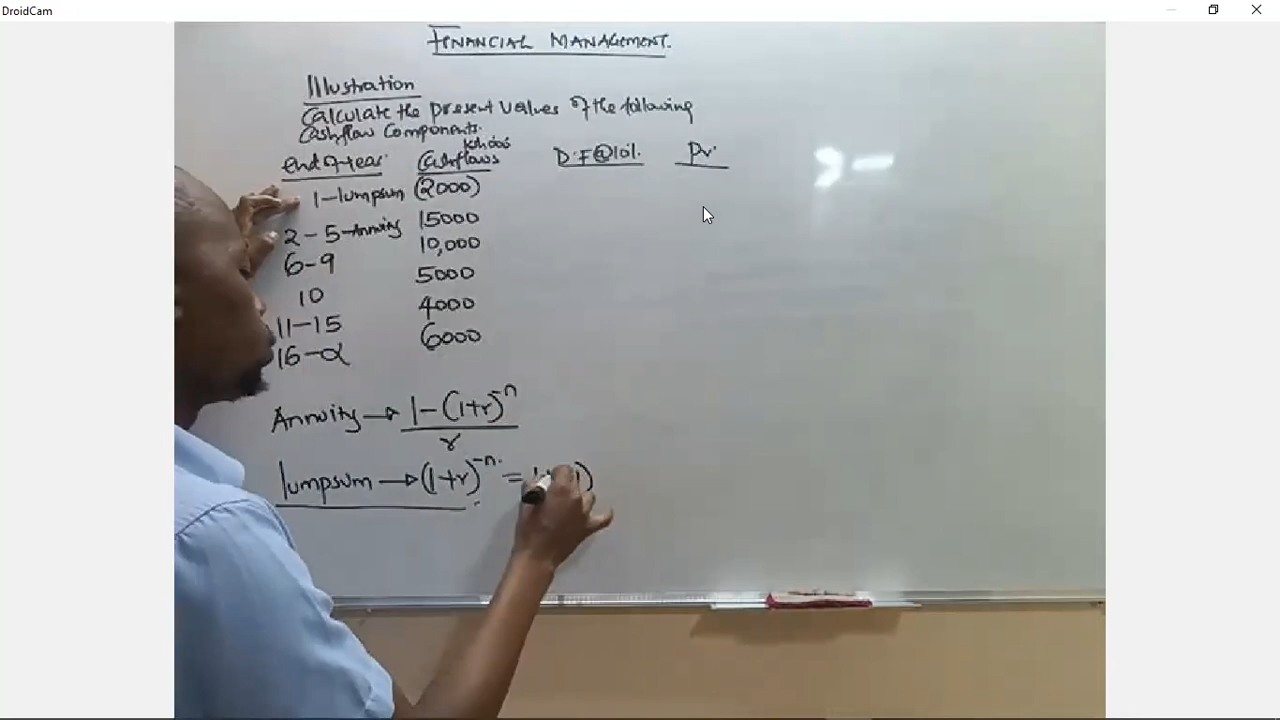 DroidCam
FINANCIAL MANAGEMENT.
Illustration
Calculate the present values of the following
Cashflow Components.
End of year Cashflows D.F@10% Pv.
1-lumpsum (2000)
2-5-Annuity 15000
6-9 10,000
10 5000
11-15 4000
16-α 6000
Annuity → 1-(1+r)^-n
r
lumpsum → (1+r)^-n. =